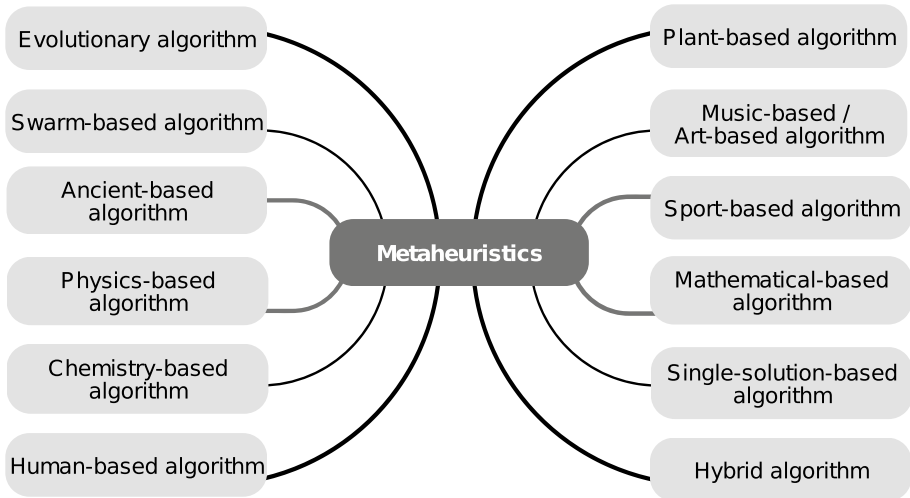 Evolutionary algorithm
Swarm-based algorithm
Ancient-based
algorithm
Physics-based
algorithm
Chemistry-based
algorithm
Human-based algorithm
Metaheuristics
Plant-based algorithm
Music-based /
Art-based algorithm
Sport-based algorithm
Mathematical-based
algorithm
Single-solution-based
algorithm
Hybrid algorithm